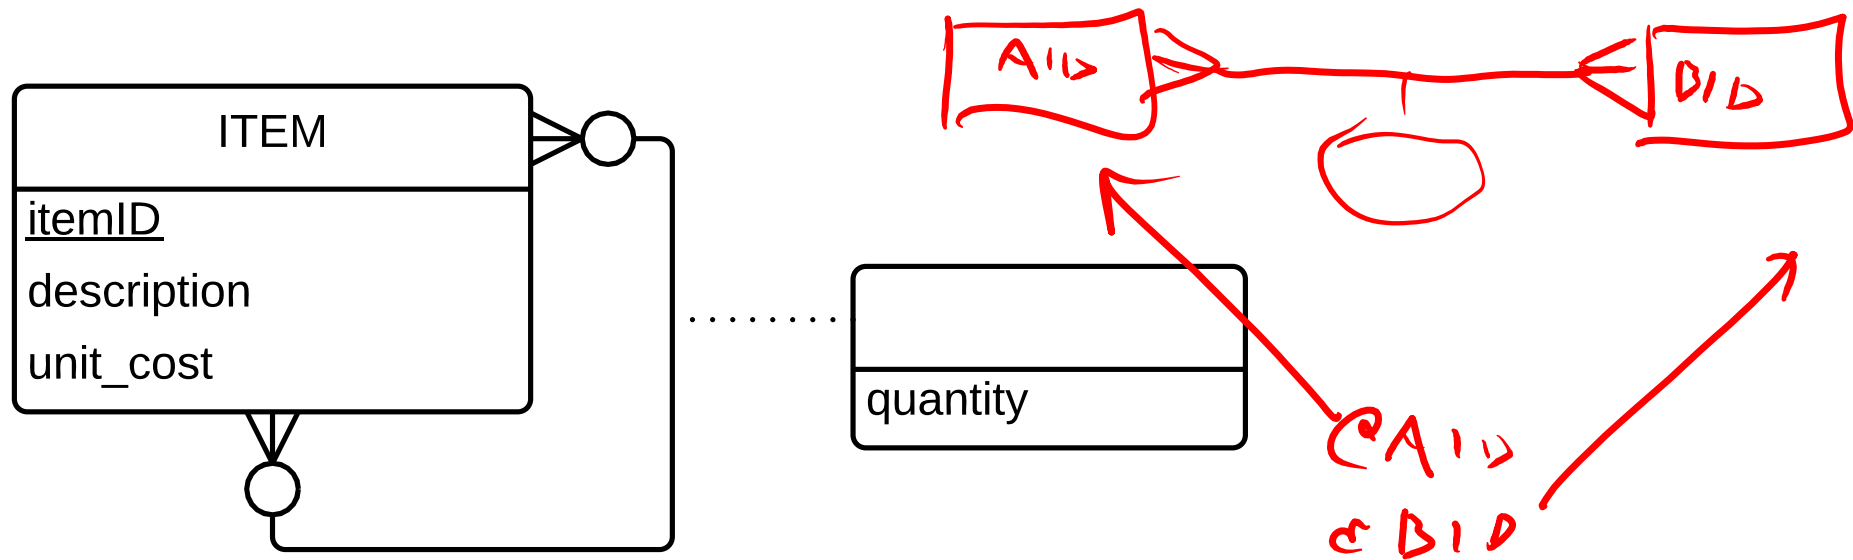 ITEM
itemID
description
unit_cost
quantity
AID
BID
@AID
@BID